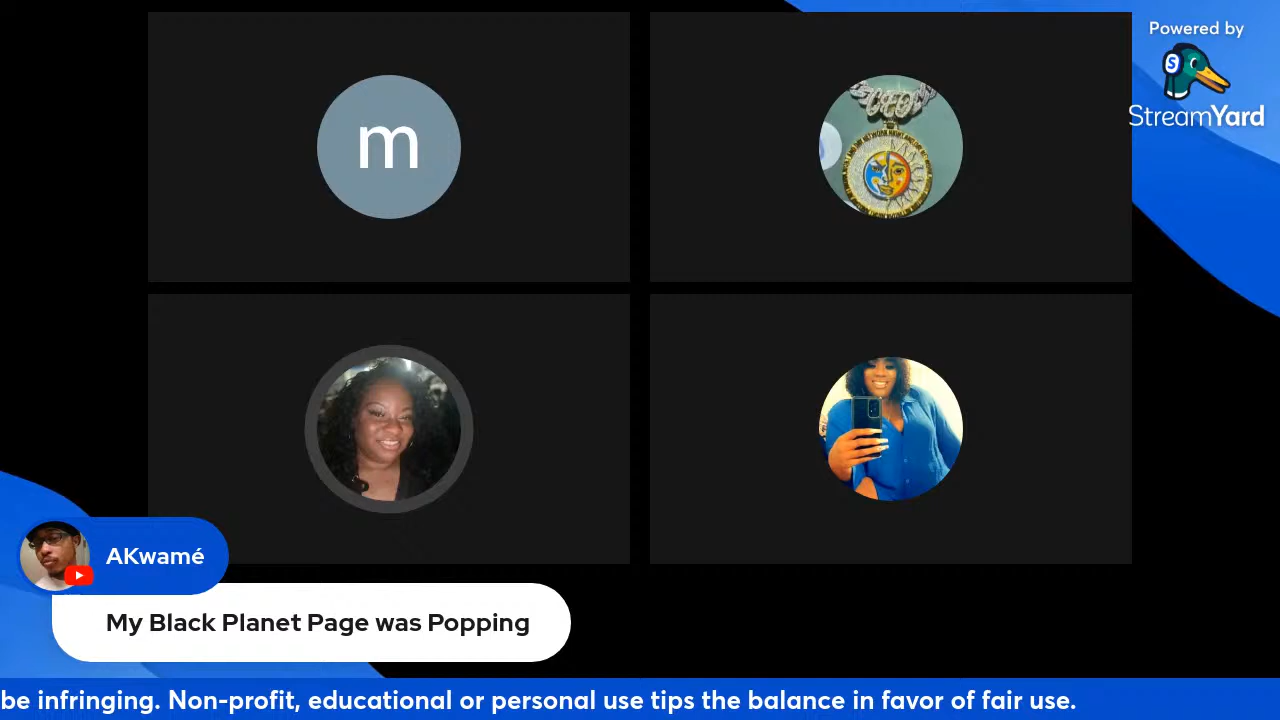 m
Powered by
StreamYard
CEO
AKwamé
My Black Planet Page was Popping
be infringing. Non-profit, educational or personal use tips the balance in favor of fair use.